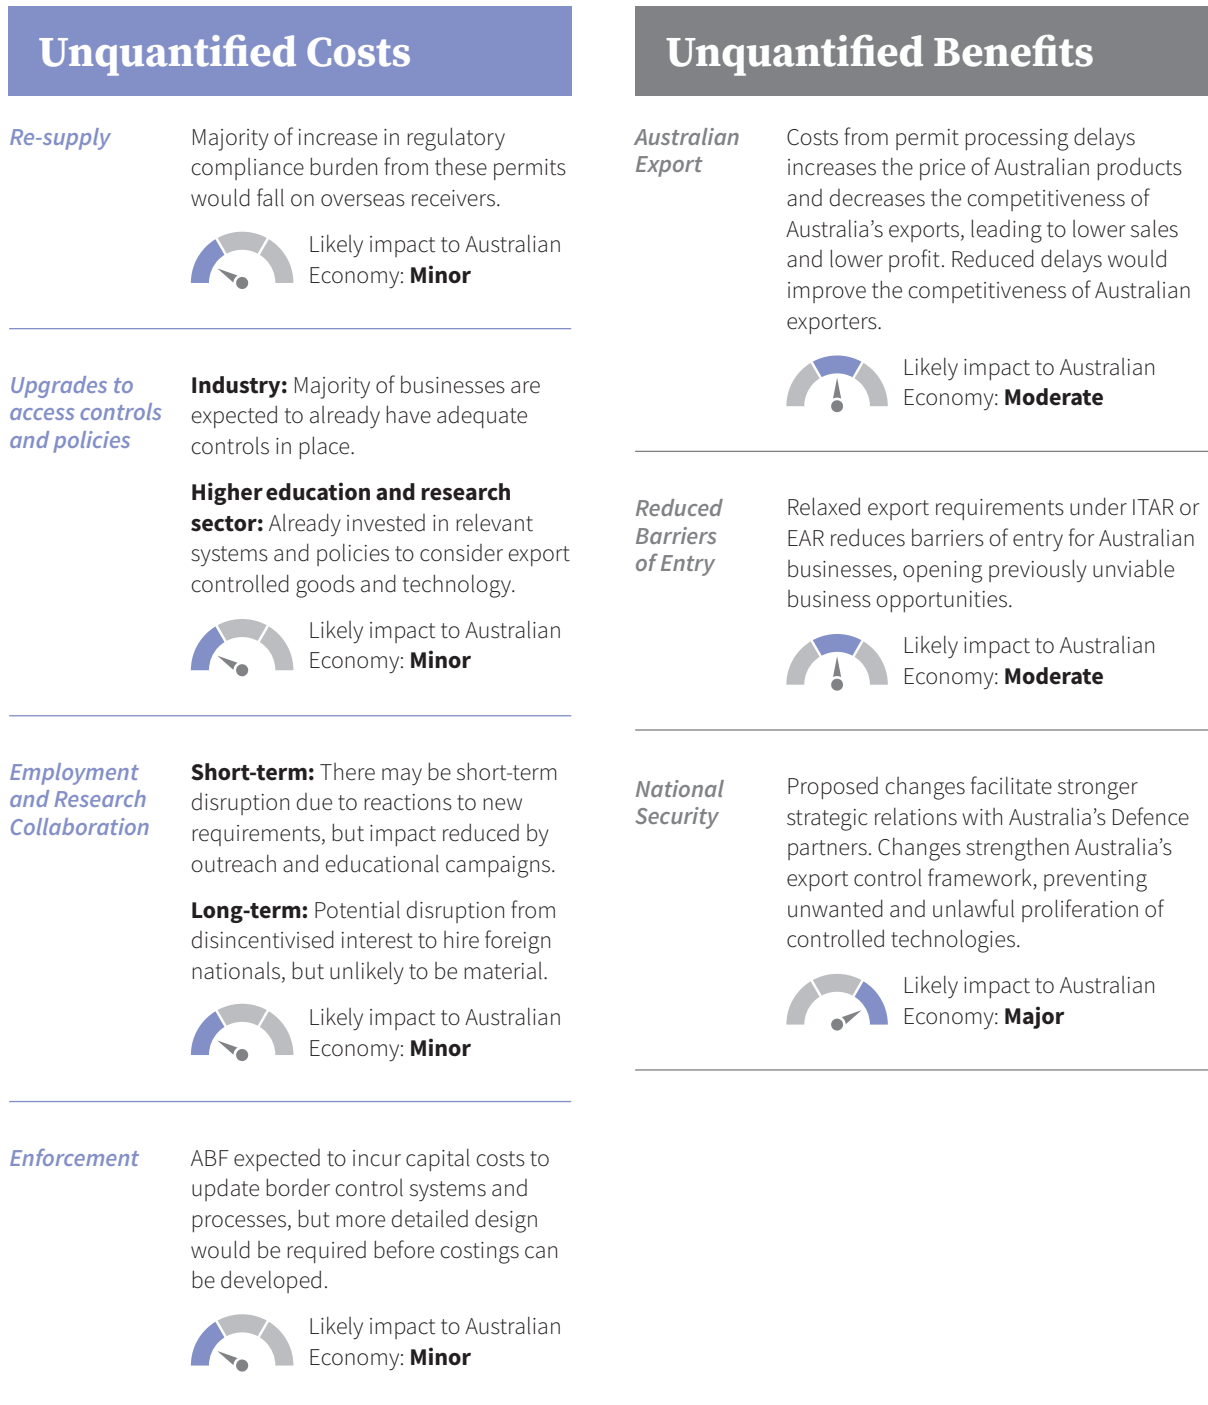 Unquantified Costs
Re-supply
Majority of increase in regulatory
compliance burden from these permits
would fall on overseas receivers.
Likely impact to Australian
Economy: Minor
Upgrades to
access controls
and policies
Industry: Majority of businesses are
expected to already have adequate
controls in place.
Higher education and research
sector: Already invested in relevant
systems and policies to consider export
controlled goods and technology.
Likely impact to Australian
Economy: Minor
Employment
and Research
Collaboration
Short-term: There may be short-term
disruption due to reactions to new
requirements, but impact reduced by
outreach and educational campaigns.
Long-term: Potential disruption from
disincentivised interest to hire foreign
nationals, but unlikely to be material.
Likely impact to Australian
Economy: Minor
Enforcement
ABF expected to incur capital costs to
update border control systems and
processes, but more detailed design
would be required before costings can
be developed.
Likely impact to Australian
Economy: Minor
Unquantified Benefits
Australian
Export
Costs from permit processing delays
increases the price of Australian products
and decreases the competitiveness of
Australia's exports, leading to lower sales
and lower profit. Reduced delays would
improve the competitiveness of Australian
exporters.
Likely impact to Australian
Economy: Moderate
Reduced
Barriers
of Entry
Relaxed export requirements under ITAR or
EAR reduces barriers of entry for Australian
businesses, opening previously unviable
business opportunities.
Likely impact to Australian
Economy: Moderate
National
Security
Proposed changes facilitate stronger
strategic relations with Australia's Defence
partners. Changes strengthen Australia's
export control framework, preventing
unwanted and unlawful proliferation of
controlled technologies.
Likely impact to Australian
Economy: Major